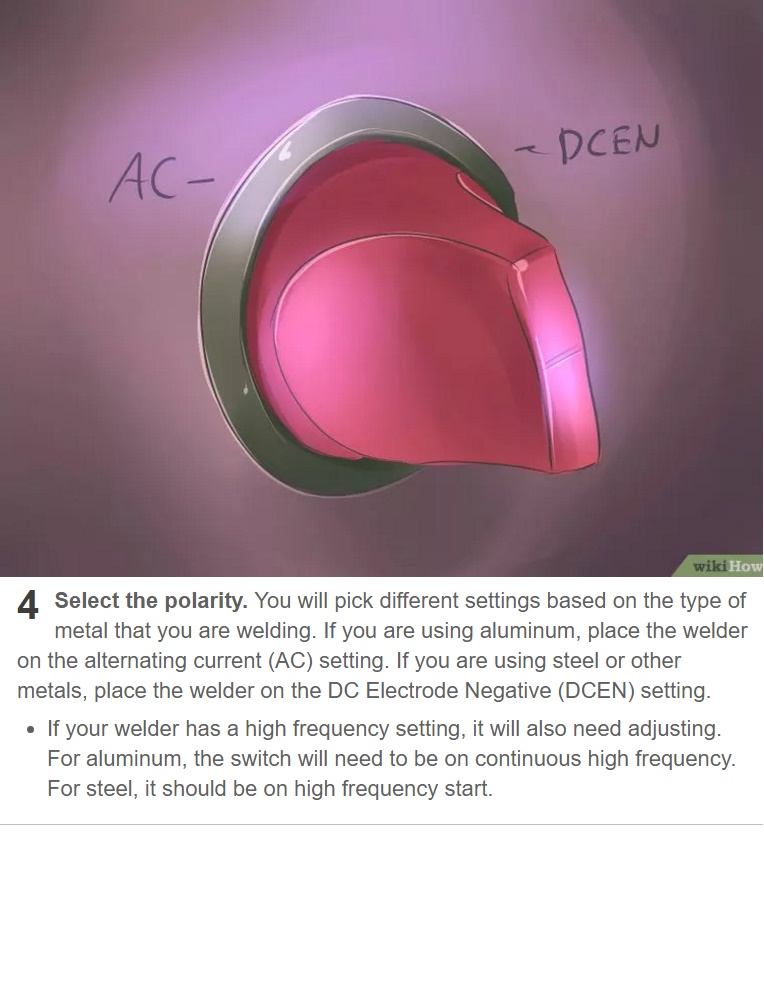 AC-
- DCEN
wikiHow
4 Select the polarity. You will pick different settings based on the type of
metal that you are welding. If you are using aluminum, place the welder
on the alternating current (AC) setting. If you are using steel or other
metals, place the welder on the DC Electrode Negative (DCEN) setting.
• If your welder has a high frequency setting, it will also need adjusting.
For aluminum, the switch will need to be on continuous high frequency.
For steel, it should be on high frequency start.